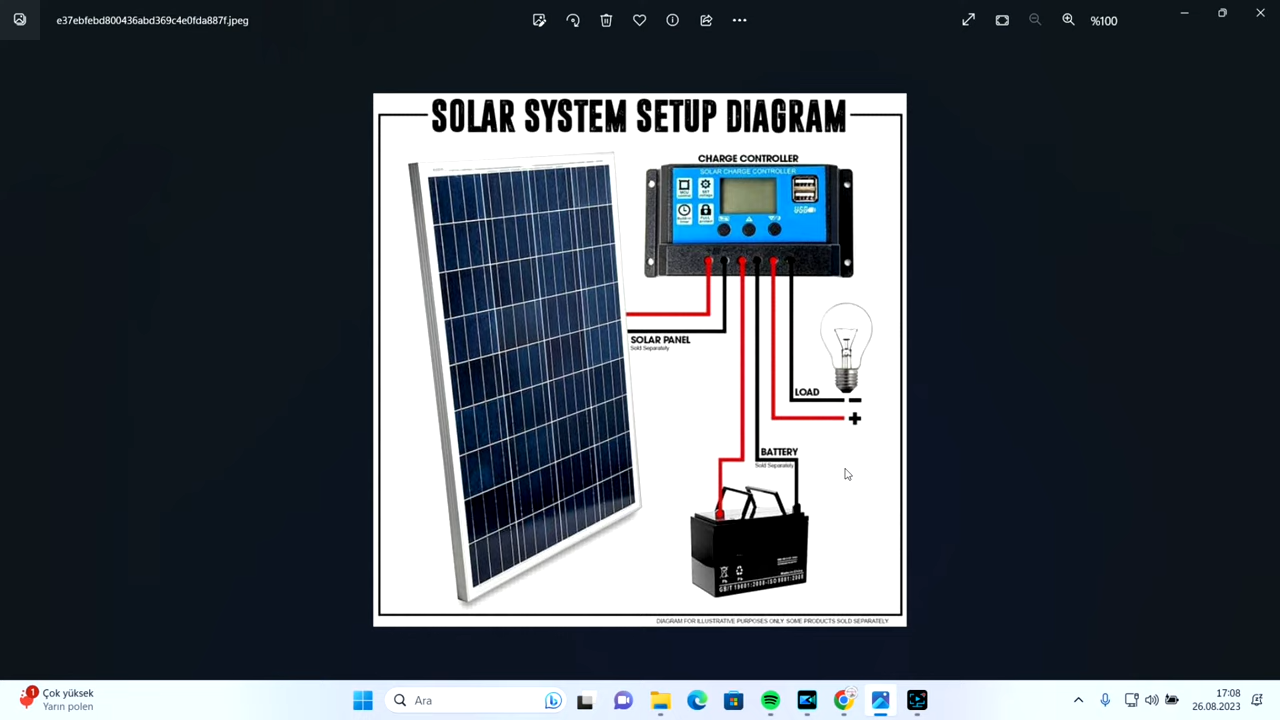 e37ebfebd800436abd369c4e0fda887f.jpeg
%100
SOLAR SYSTEM SETUP DIAGRAM
CHARGE CONTROLLER
SOLAR CHARGE CONTROLLER
USB
SOLAR PANEL
Sold Separately
LOAD
BATTERY
Sold Separately
DIAGRAM FOR ILLUSTRATIVE PURPOSES ONLY SOME PRODUCTS SOLD SEPARATELY
1
Çok yüksek
Yarın polen
Ara
17:08
26.08.2023